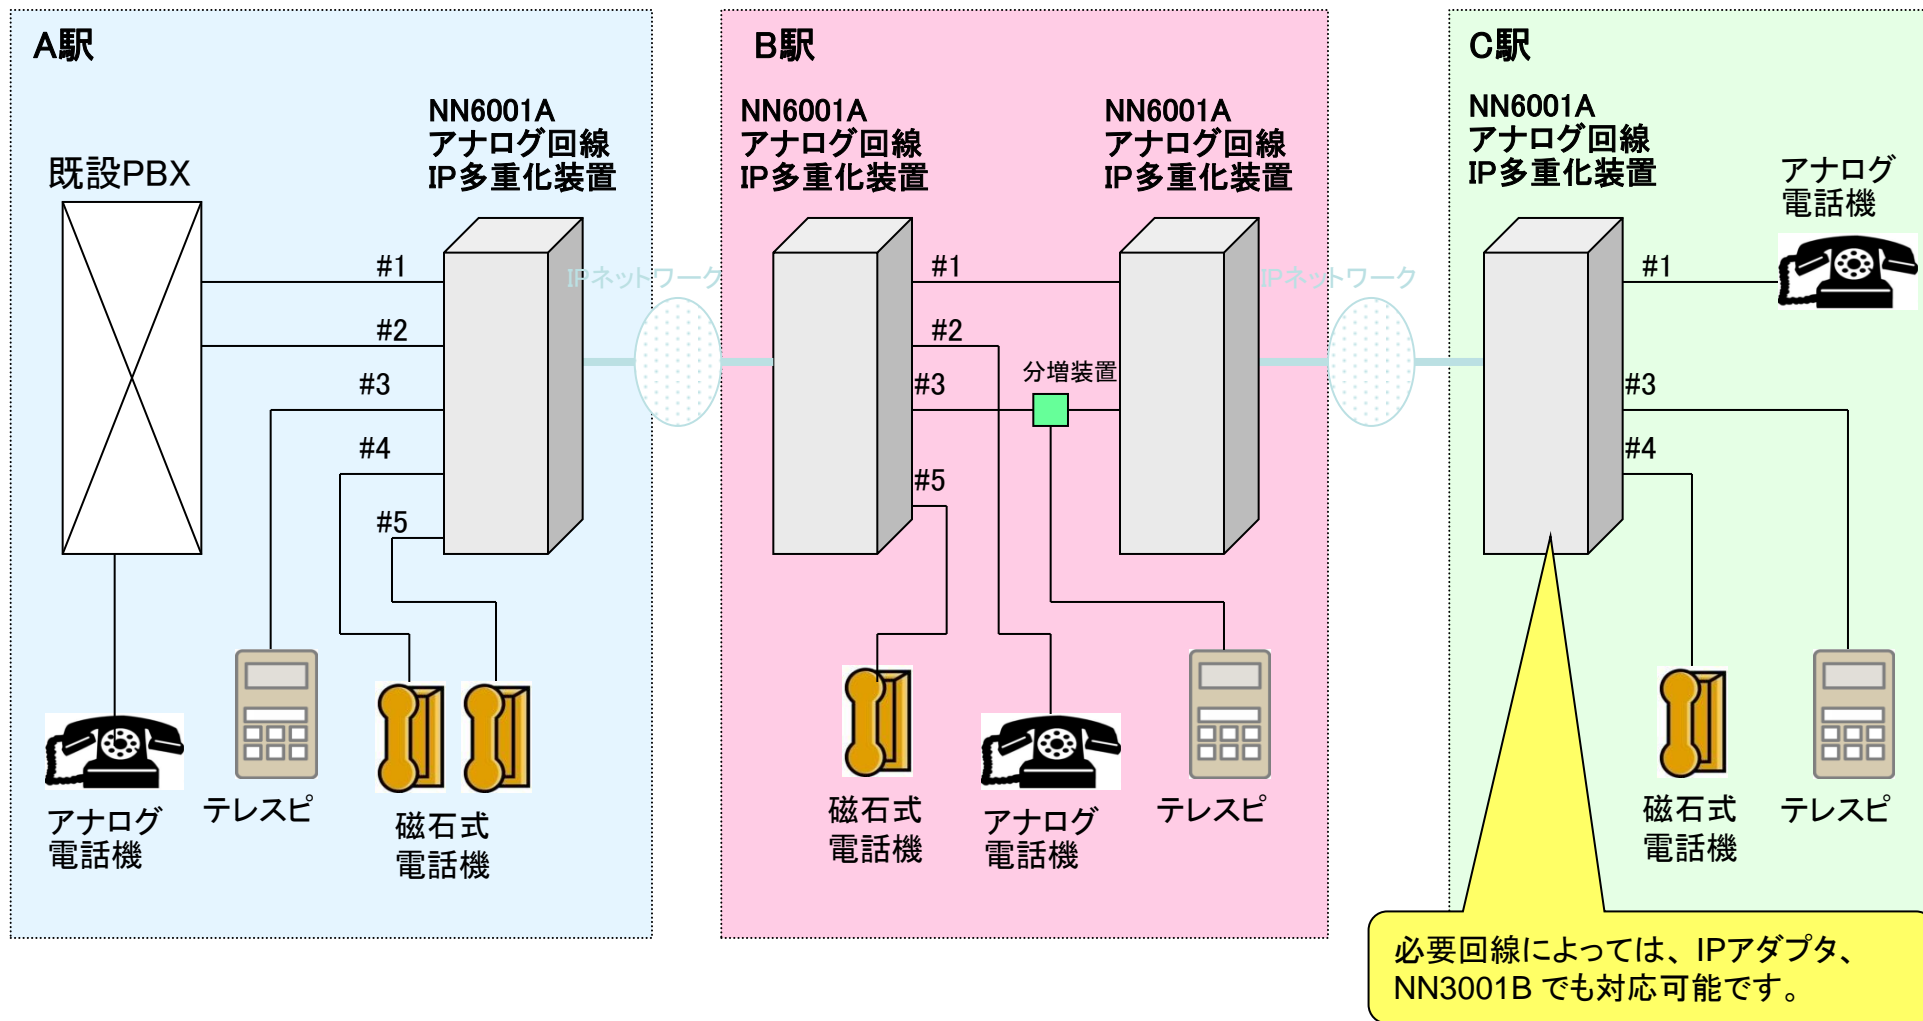 A駅
NN6001A
アナログ回線
IP多重化装置
既設PBX
#1
#2
#3
#4
#5
アナログ
電話機
テレスピ
磁石式
電話機
IPネットワーク
B駅
NN6001A
アナログ回線
IP多重化装置
NN6001A
アナログ回線
IP多重化装置
#1
#2
#3
分増装置
#5
磁石式
電話機
アナログ
電話機
テレスピ
IPネットワーク
C駅
NN6001A
アナログ回線
IP多重化装置
アナログ
電話機
#1
#3
#4
磁石式
電話機
テレスピ
必要回線によっては、IPアダプタ、
NN3001B でも対応可能です。